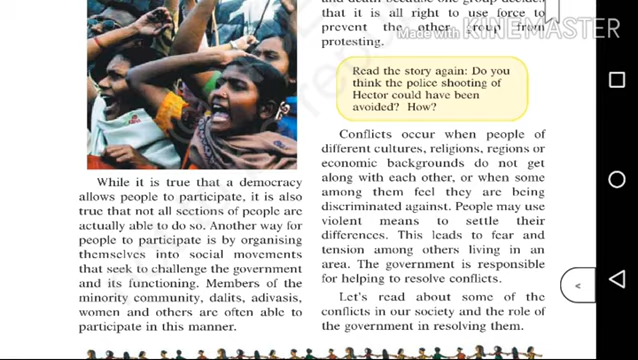 While it is true that a democracy
allows people to participate, it is also
true that not all sections of people are
actually able to do so. Another way for
people to participate is by organising
themselves into social movements
that seek to challenge the government
and its functioning. Members of the
minority community, dalits, adivasis,
women and others are often able to
participate in this manner.
that it is all right to use force to
prevent the other group from
protesting.
Made with KINEMASTER
Read the story again: Do you
think the police shooting of
Hector could have been
avoided? How?
Conflicts occur when people of
different cultures, religions, regions or
economic backgrounds do not get
along with each other, or when some
among them feel they are being
discriminated against. People may use
violent means to settle their
differences. This leads to fear and
tension among others living in an
area. The government is responsible
for helping to resolve conflicts.
Let's read about some of the
conflicts in our society and the role of
the government in resolving them.